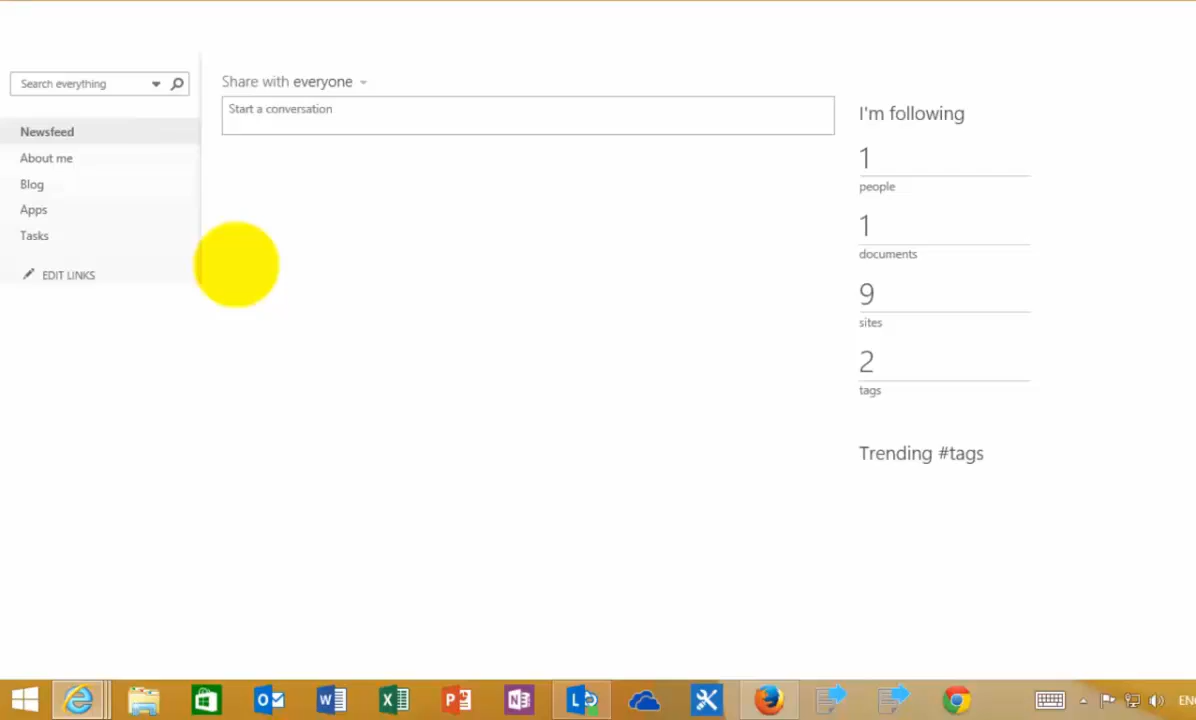 Search everything
Share with everyone
Start a conversation
Newsfeed
About me
Blog
Apps
Tasks
EDIT LINKS
I'm following
1
people
1
documents
9
sites
2
tags
Trending #tags